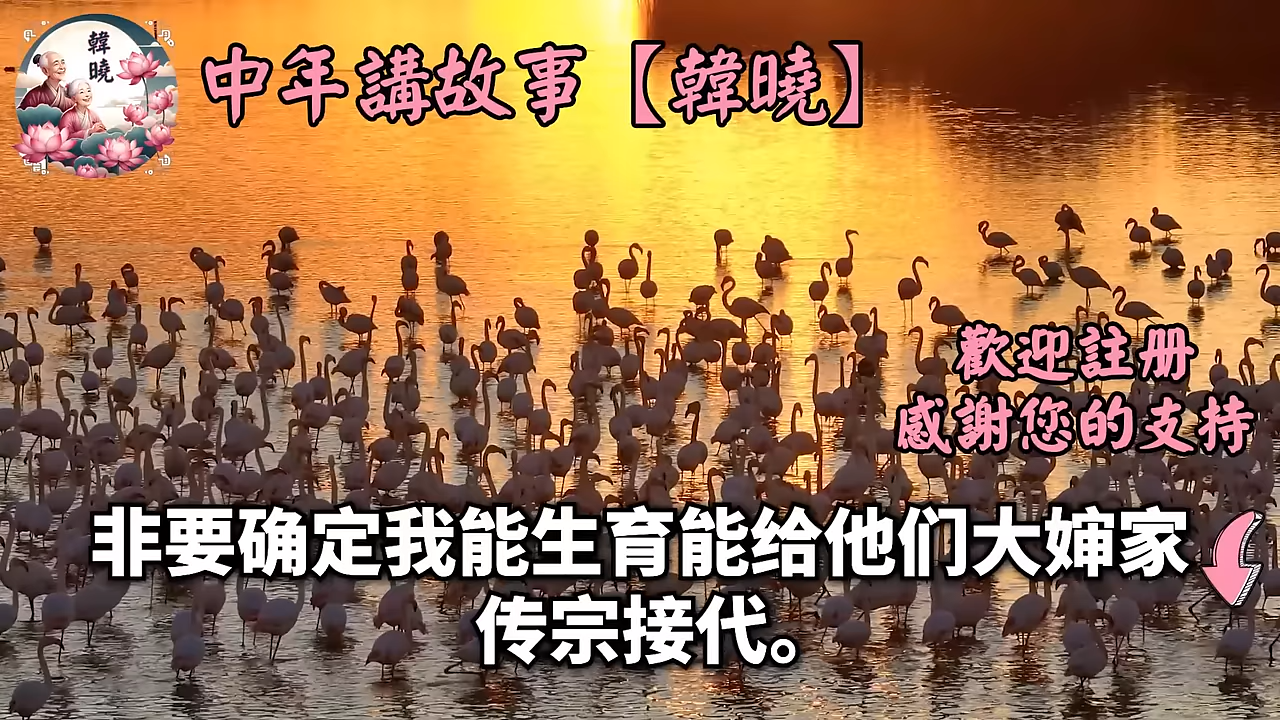 韓
曉
中年講故事【韓曉】
歡迎註册
感謝您的支持
非要确定我能生育能给他们大婶家
传宗接代。